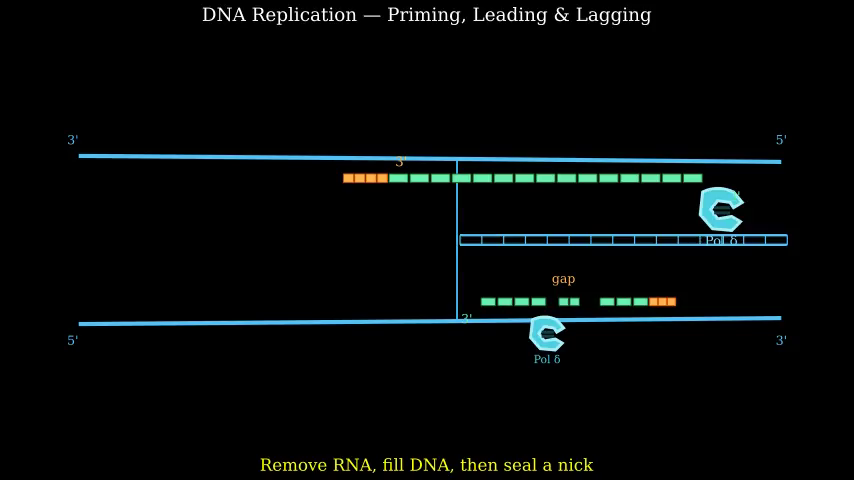 DNA Replication — Priming, Leading & Lagging
3' 5'
3'
Pol δ
gap
3'
5' 3'
Pol δ
Remove RNA, fill DNA, then seal a nick